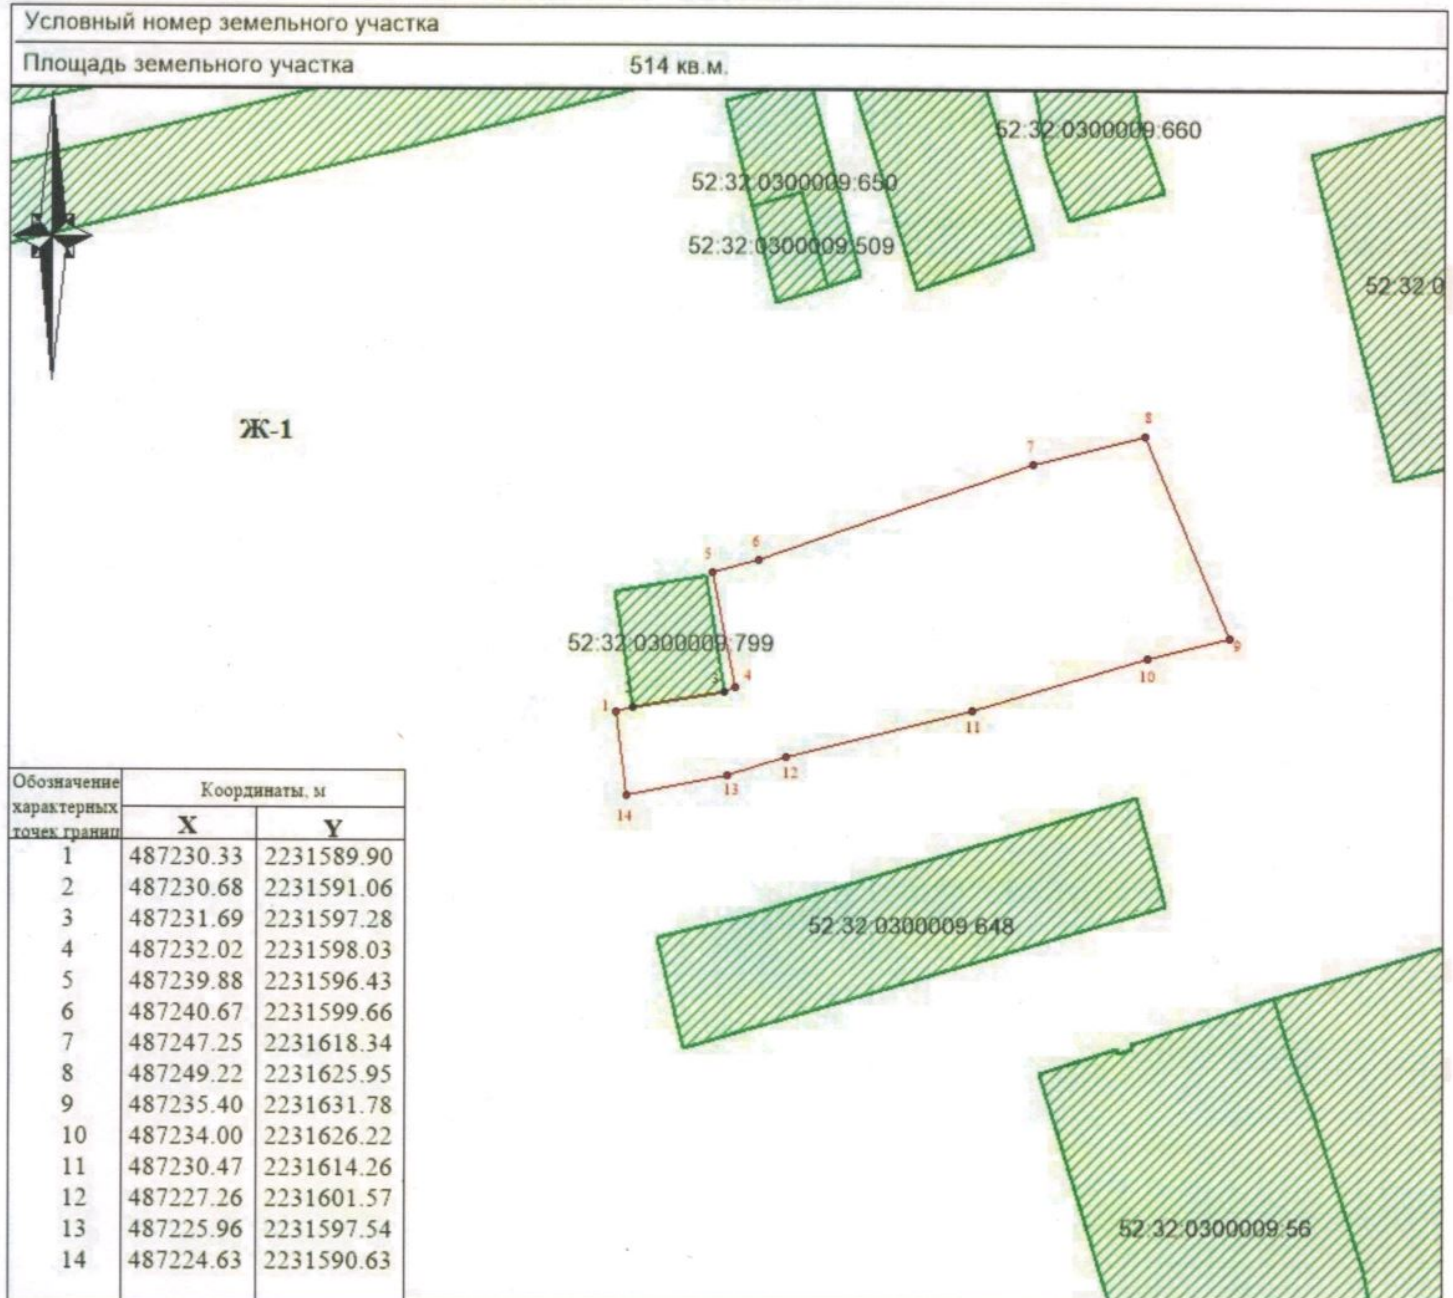 Условный номер земельного участка
Площадь земельного участка 514 кв.м.
52:32:0300009:660
52:32:0300009:650
52:32:0300009:509
52:32:0
Ж-1
8
7
6
5
52:32:0300009:799
3 4
1
9
10
11
12
13
14
52:32:0300009:648
52:32:0300009:56
Обозначение характерных точек границ Координаты, м
X Y
1 487230.33 2231589.90
2 487230.68 2231591.06
3 487231.69 2231597.28
4 487232.02 2231598.03
5 487239.88 2231596.43
6 487240.67 2231599.66
7 487247.25 2231618.34
8 487249.22 2231625.95
9 487235.40 2231631.78
10 487234.00 2231626.22
11 487230.47 2231614.26
12 487227.26 2231601.57
13 487225.96 2231597.54
14 487224.63 2231590.63